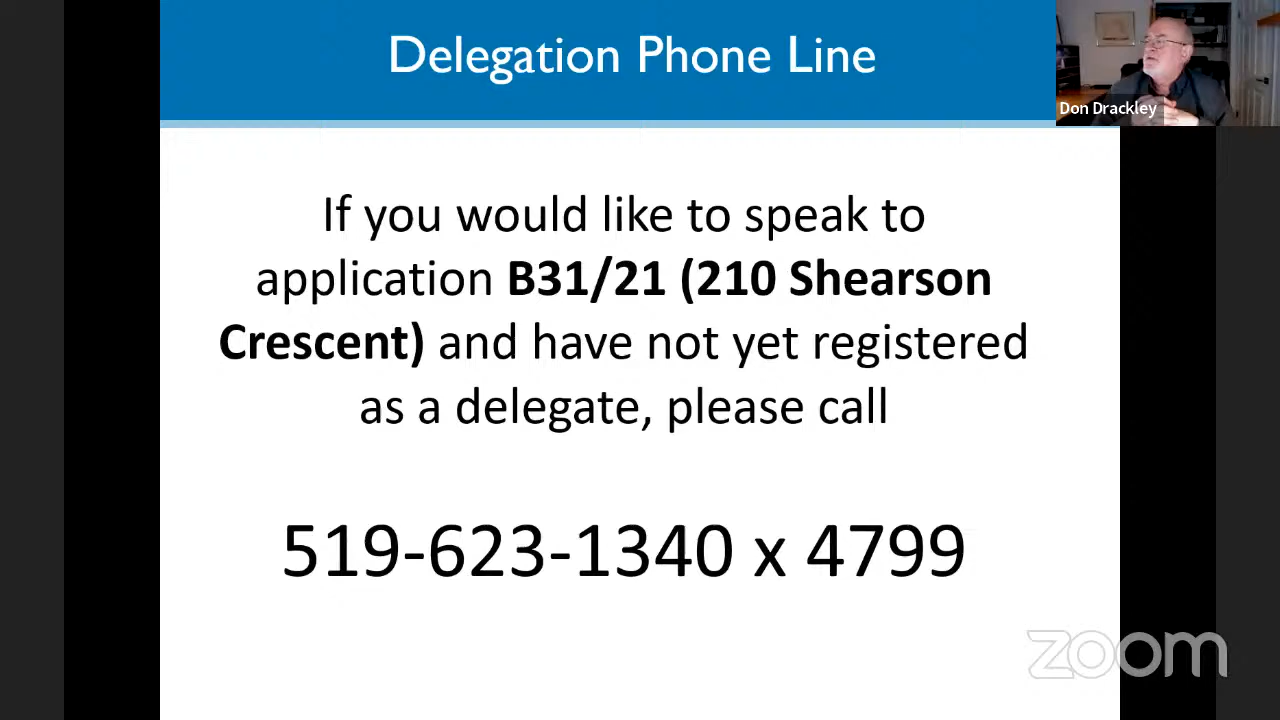 Delegation Phone Line
Don Drackley
If you would like to speak to
application B31/21 (210 Shearson
Crescent) and have not yet registered
as a delegate, please call
519-623-1340 x 4799
zoom